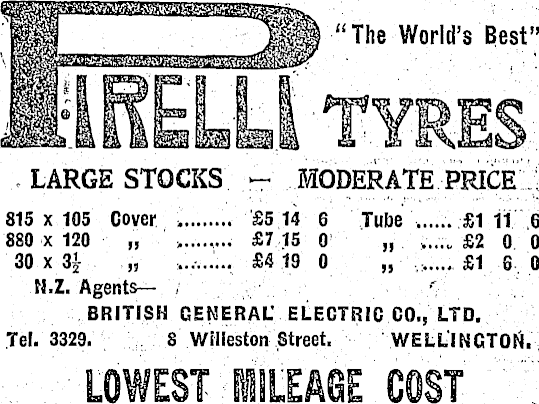 "The World's Best"
PIRELLI TYRES
LARGE STOCKS — MODERATE PRICE
815 x 105 Cover ......... £5 14 6 Tube ...... £1 11 6
880 x 120 ,, ......... £7 15 0 ,, ...... £2 0 0
30 x 3½ ,, ......... £4 19 0 ,, ...... £1 6 0
N.Z. Agents—
BRITISH GENERAL ELECTRIC CO., LTD.
Tel. 3329. 8 Willeston Street. WELLINGTON.
LOWEST MILEAGE COST